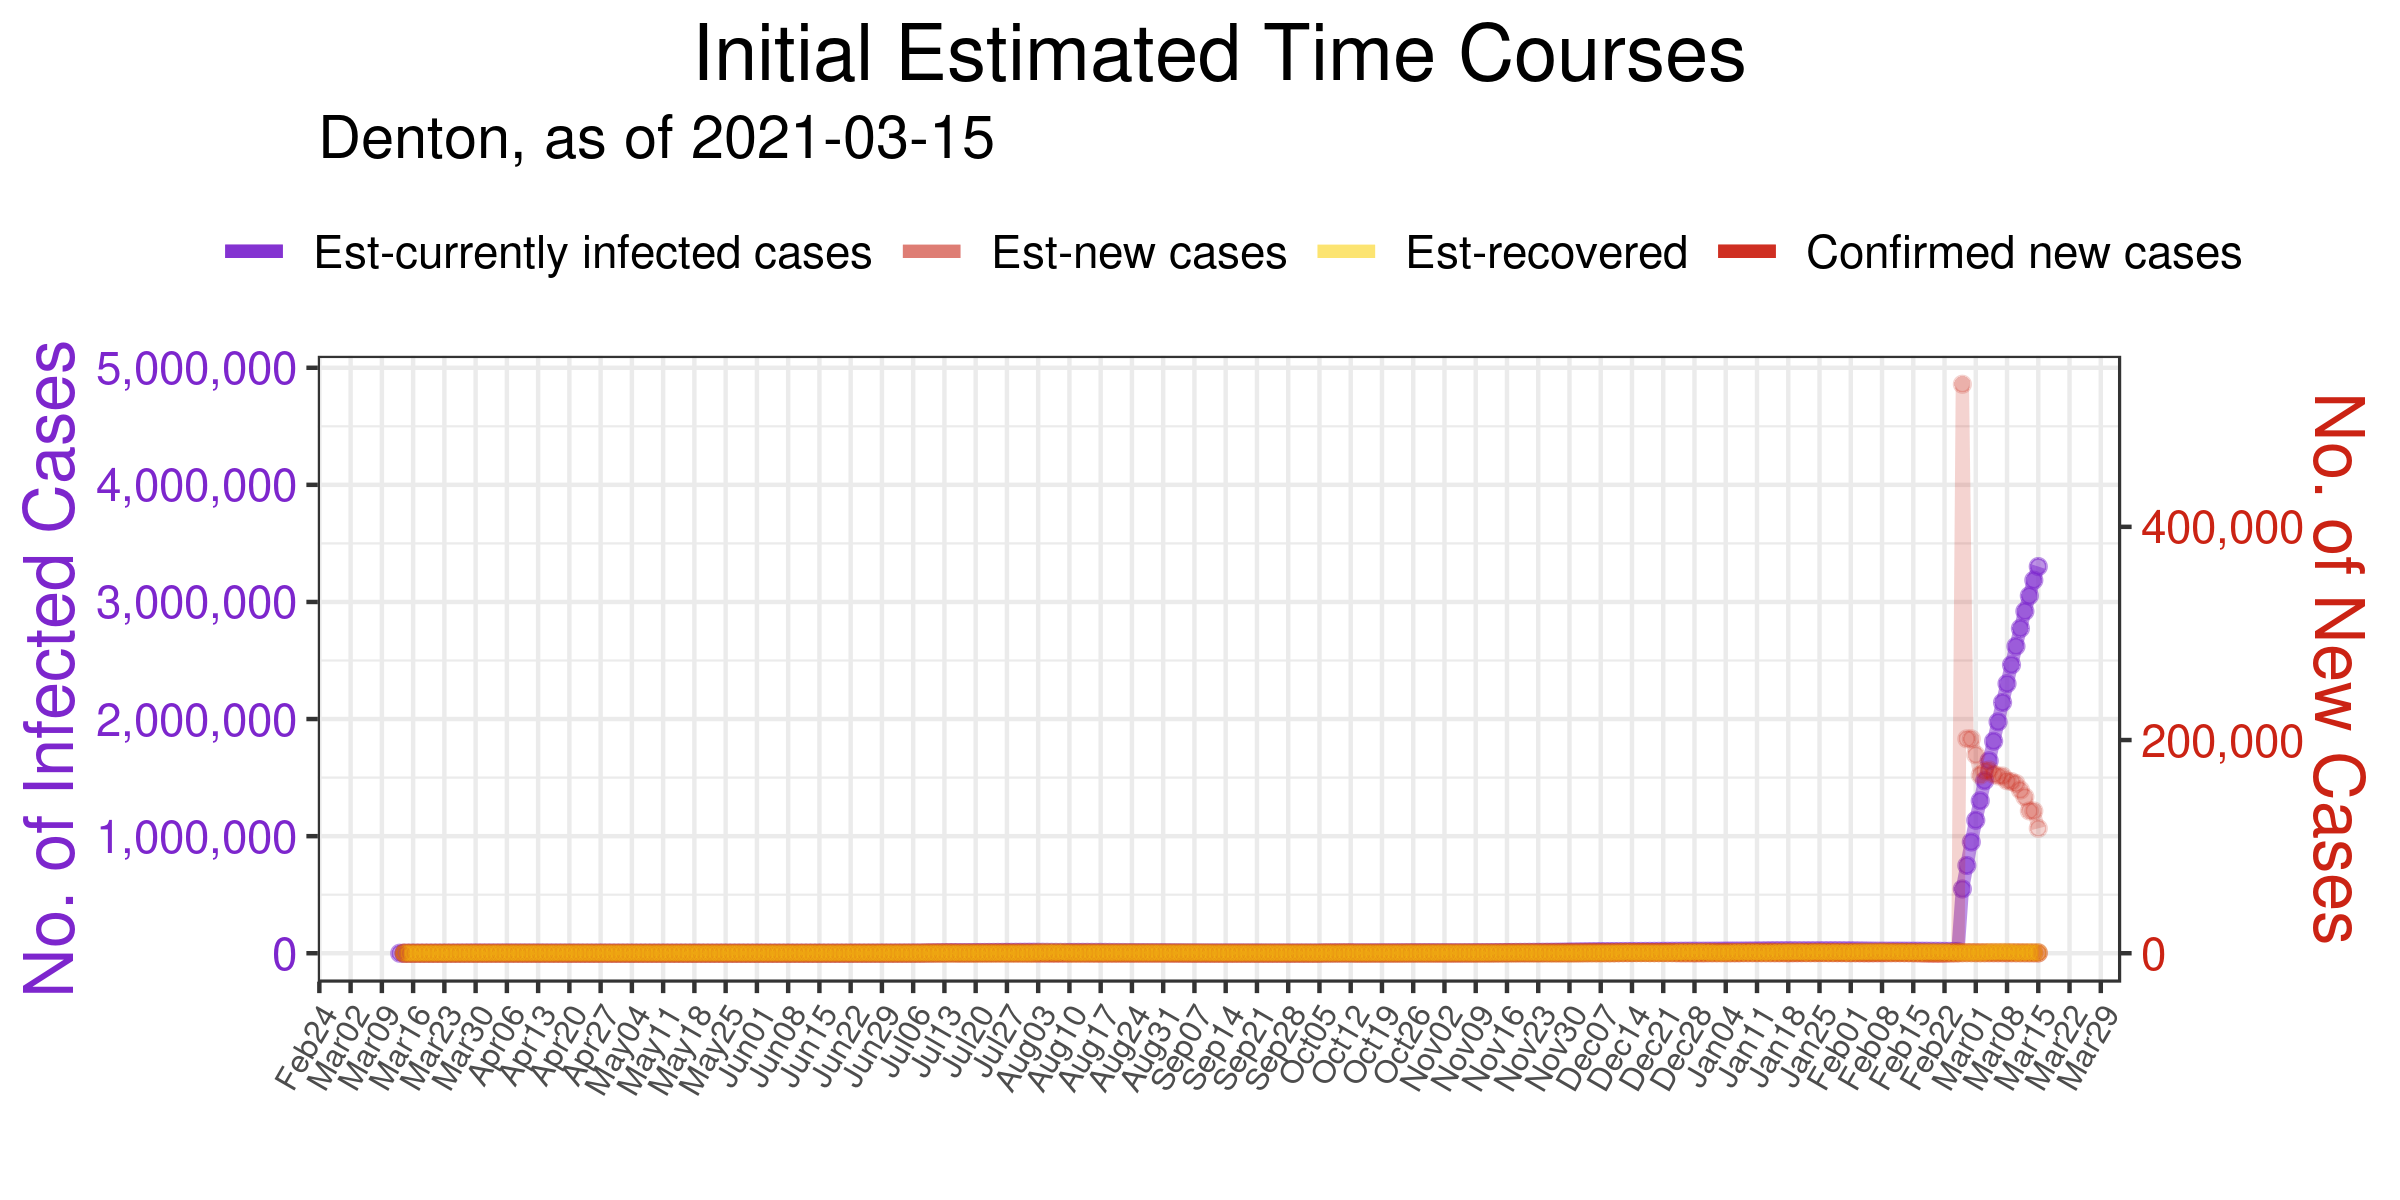 Initial Estimated Time Courses
Denton, as of 2021-03-15
Est-currently infected cases Est-new cases Est-recovered Confirmed new cases
No. of Infected Cases
5,000,000
4,000,000
3,000,000
2,000,000
1,000,000
0
No. of New Cases
400,000
200,000
0
Feb24 Mar02 Mar09 Mar16 Mar23 Mar30 Apr06 Apr13 Apr20 Apr27 May04 May11 May18 May25 Jun01 Jun08 Jun15 Jun22 Jun29 Jul06 Jul13 Jul20 Jul27 Aug03 Aug10 Aug17 Aug24 Aug31 Sep07 Sep14 Sep21 Sep28 Oct05 Oct12 Oct19 Oct26 Nov02 Nov09 Nov16 Nov23 Nov30 Dec07 Dec14 Dec21 Dec28 Jan04 Jan11 Jan18 Jan25 Feb01 Feb08 Feb15 Feb22 Mar01 Mar08 Mar15 Mar22 Mar29